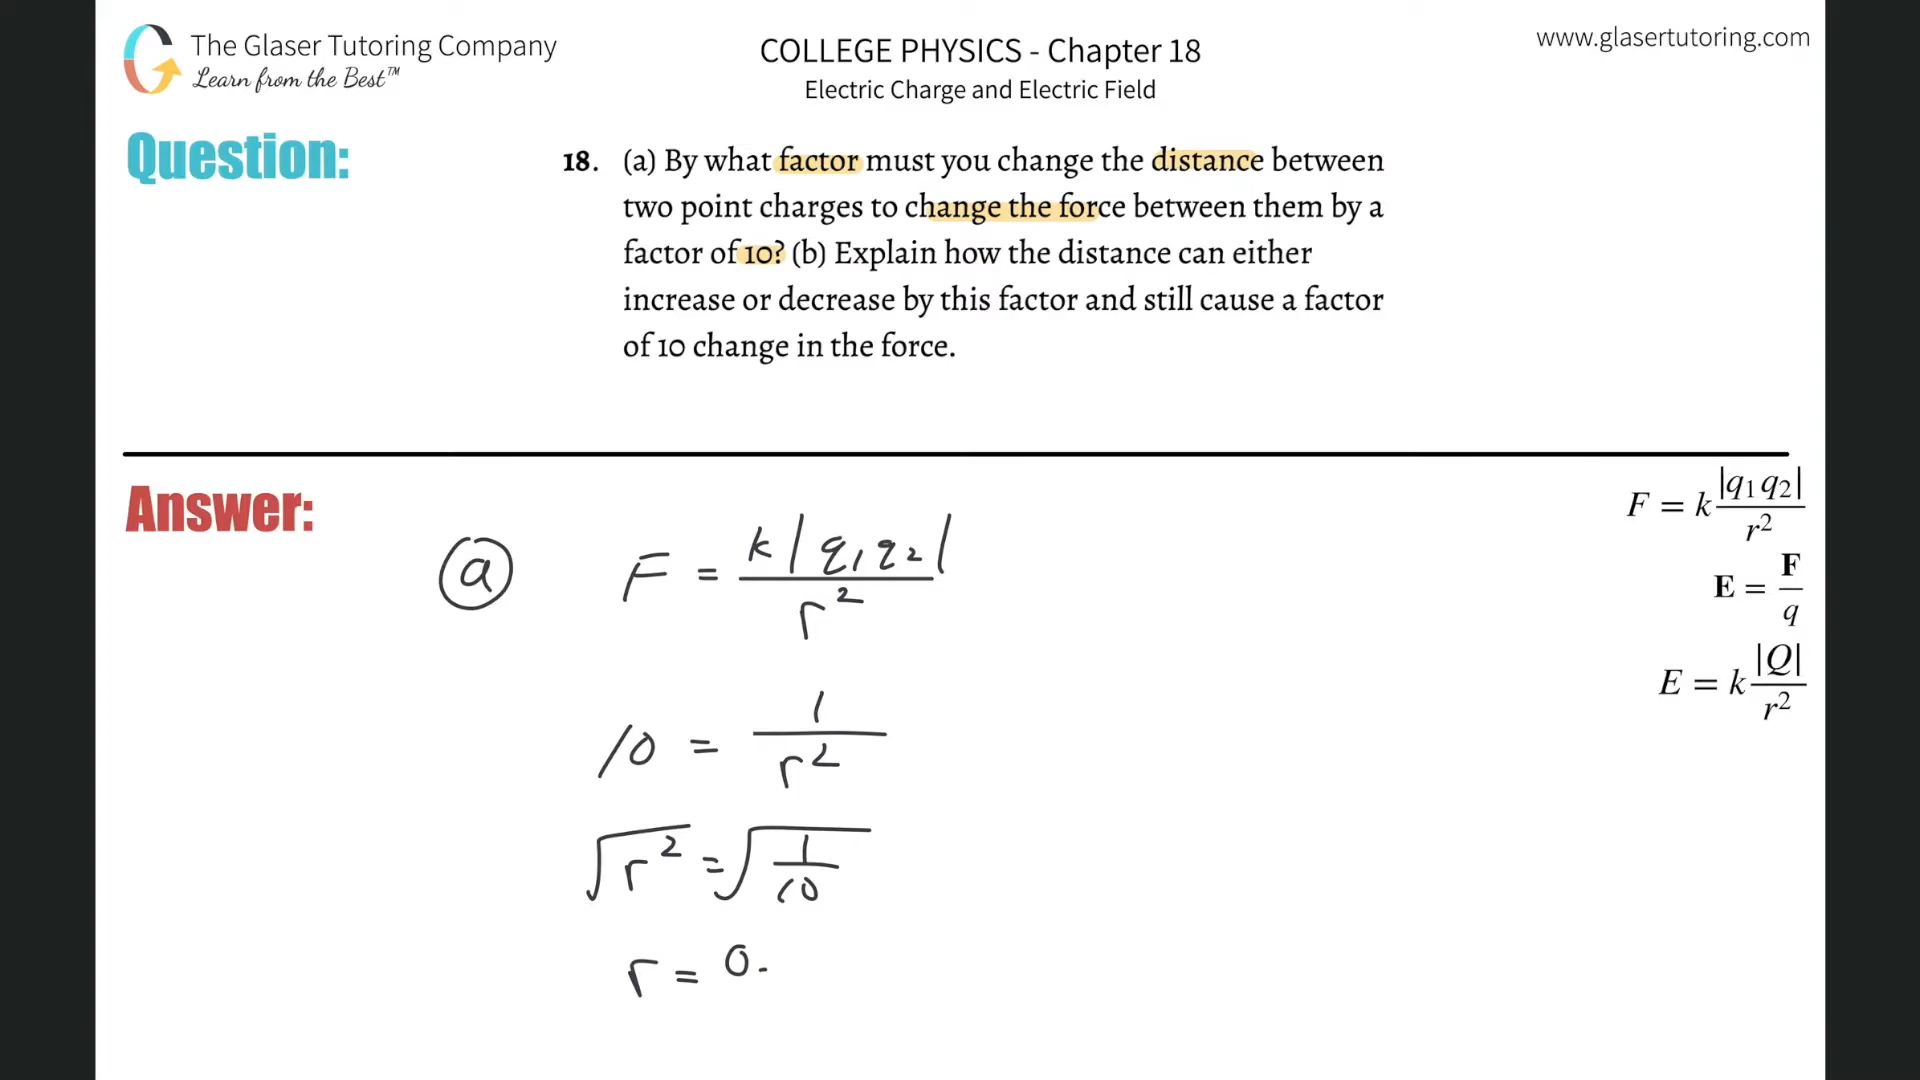 The Glaser Tutoring Company
Learn from the Best™
COLLEGE PHYSICS - Chapter 18
Electric Charge and Electric Field
www.glasertutoring.com
Question:
18. (a) By what factor must you change the distance between
two point charges to change the force between them by a
factor of 10? (b) Explain how the distance can either
increase or decrease by this factor and still cause a factor
of 10 change in the force.
Answer:
F = k |q1 q2| / r²
E = F / q
E = k |Q| / r²
(a) F = k |q1 q2| / r²
10 = 1 / r²
√r² = √1/10
r = 0.